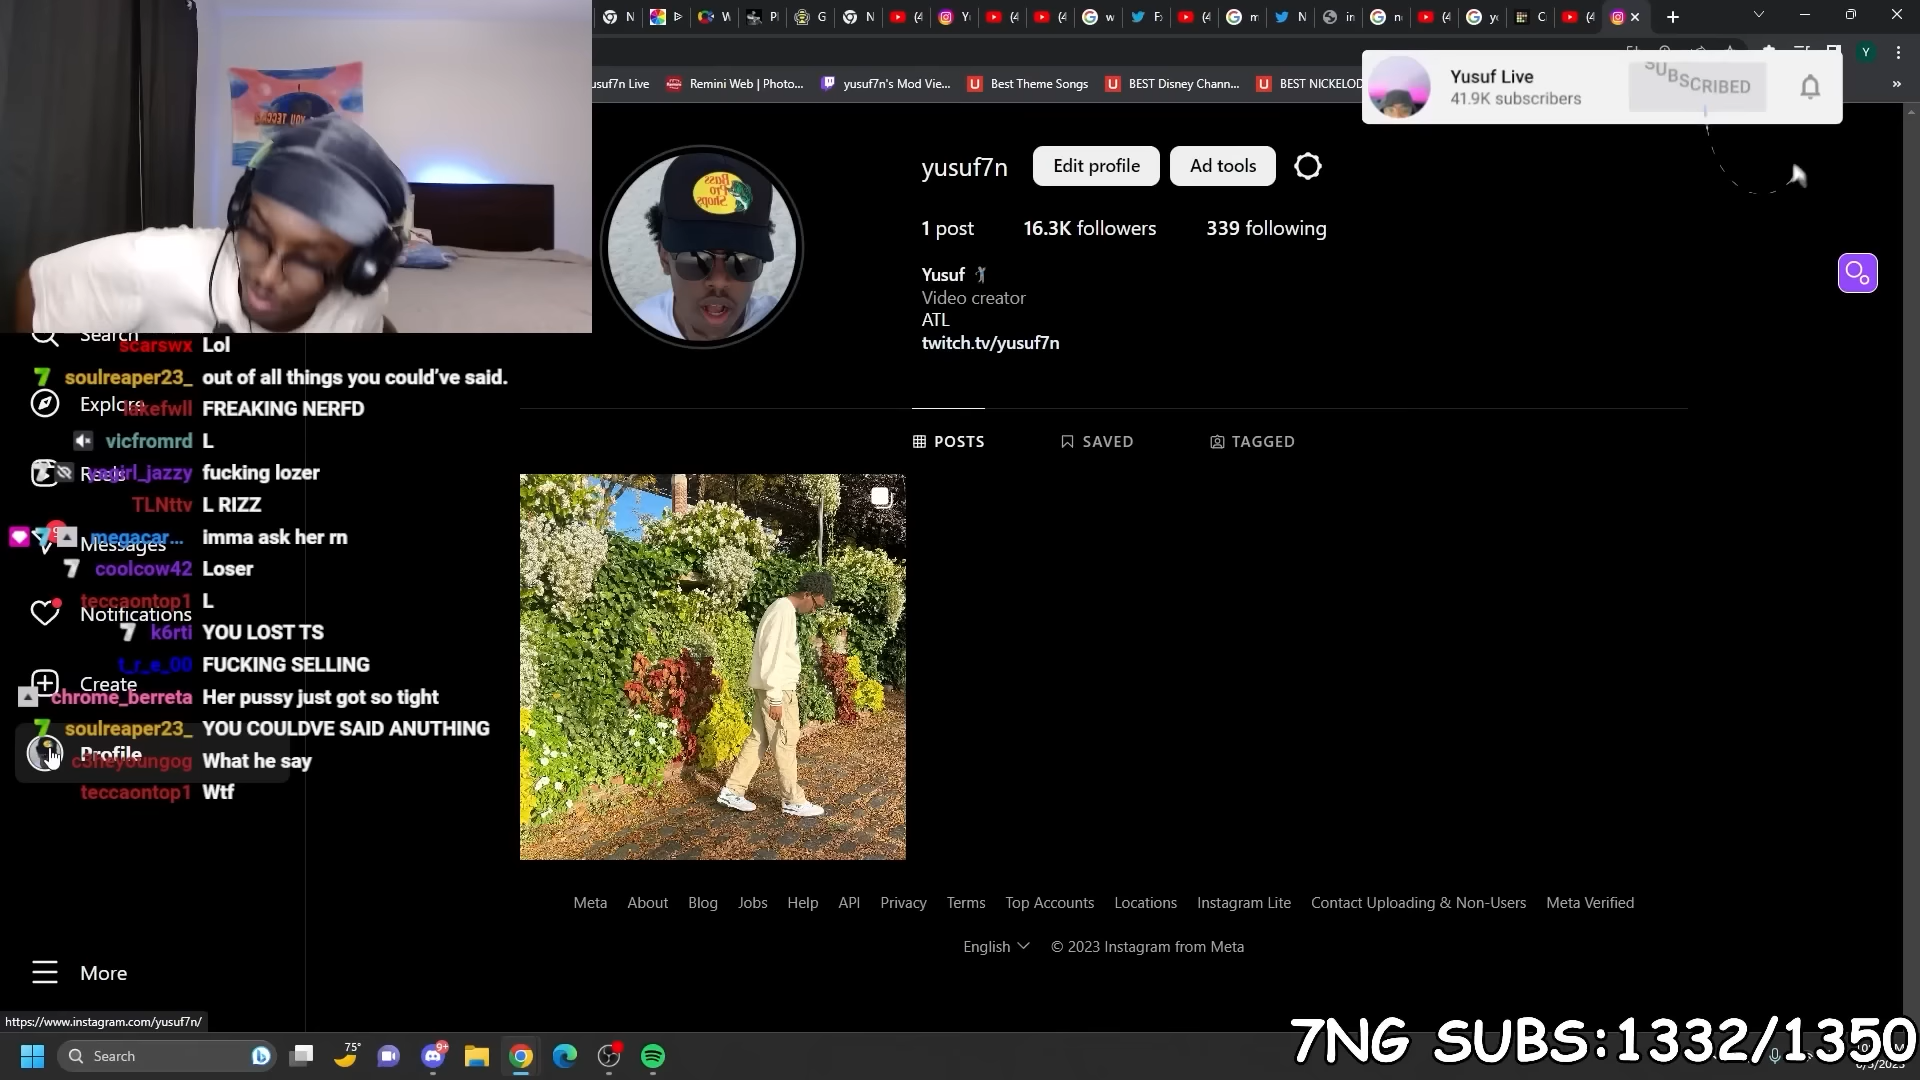 usuf7n Live
Remini Web | Photo...
yusuf7n's Mod Vie...
Best Theme Songs
BEST Disney Chann...
BEST NICKELOD
Yusuf Live
41.9K subscribers
SUBSCRIBED
yusuf7n
Edit profile
Ad tools
1 post
16.3K followers
339 following
Yusuf
Video creator
ATL
twitch.tv/yusuf7n
POSTS
SAVED
TAGGED
Search
Explore
Reels
Messages
Notifications
Create
Profile
More
scarswx Lol
soulreaper23_ out of all things you could've said.
FREAKING NERFD
vicfromrd L
yagirl_jazzy fucking lozer
TLNttv L RIZZ
megacar... imma ask her rn
coolcow42 Loser
teccaontop1 L
k6rti YOU LOST TS
t_r_e_00 FUCKING SELLING
chrome_berreta Her pussy just got so tight
soulreaper23_ YOU COULDVE SAID ANUTHING
What he say
teccaontop1 Wtf
Meta About Blog Jobs Help API Privacy Terms Top Accounts Locations Instagram Lite Contact Uploading & Non-Users Meta Verified
English © 2023 Instagram from Meta
https://www.instagram.com/yusuf7n/
Search
75°
9+
7NG SUBS:1332/1350